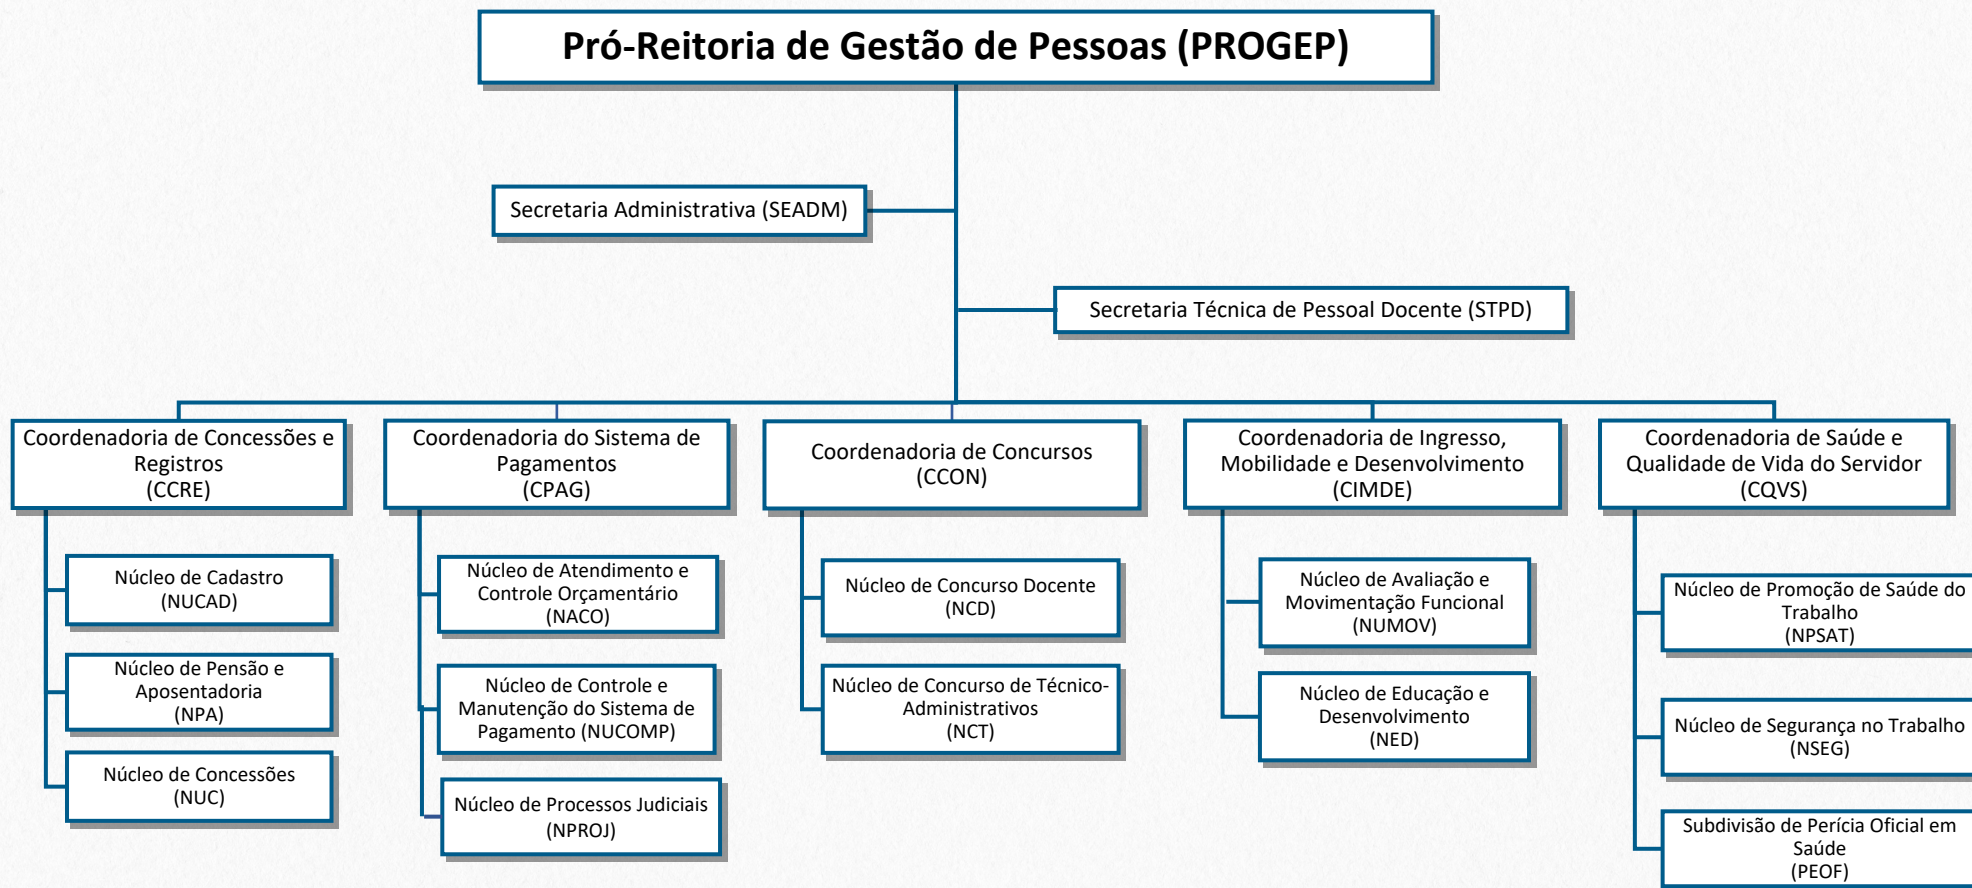 Pró-Reitoria de Gestão de Pessoas (PROGEP)
Secretaria Administrativa (SEADM)
Secretaria Técnica de Pessoal Docente (STPD)
Coordenadoria de Concessões e
Registros
(CCRE)
Núcleo de Cadastro
(NUCAD)
Núcleo de Pensão e
Aposentadoria
(NPA)
Núcleo de Concessões
(NUC)
Coordenadoria do Sistema de
Pagamentos
(CPAG)
Núcleo de Atendimento e
Controle Orçamentário
(NACO)
Núcleo de Controle e
Manutenção do Sistema de
Pagamento (NUCOMP)
Núcleo de Processos Judiciais
(NPROJ)
Coordenadoria de Concursos
(CCON)
Núcleo de Concurso Docente
(NCD)
Núcleo de Concurso de Técnico-
Administrativos
(NCT)
Coordenadoria de Ingresso,
Mobilidade e Desenvolvimento
(CIMDE)
Núcleo de Avaliação e
Movimentação Funcional
(NUMOV)
Núcleo de Educação e
Desenvolvimento
(NED)
Coordenadoria de Saúde e
Qualidade de Vida do Servidor
(CQVS)
Núcleo de Promoção de Saúde do
Trabalho
(NPSAT)
Núcleo de Segurança no Trabalho
(NSEG)
Subdivisão de Perícia Oficial em
Saúde
(PEOF)